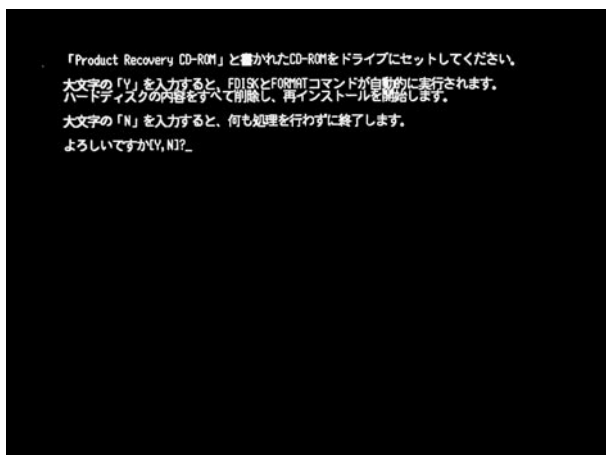 「Product Recovery CD-ROM」と書かれたCD-ROMをドライブにセットしてください。
大文字の「Y」を入力すると、FDISKとFORMATコマンドが自動的に実行されます。
ハードディスクの内容をすべて削除し、再インストールを開始します。
大文字の「N」を入力すると、何も処理を行わずに終了します。
よろしいですか[Y,N]?_